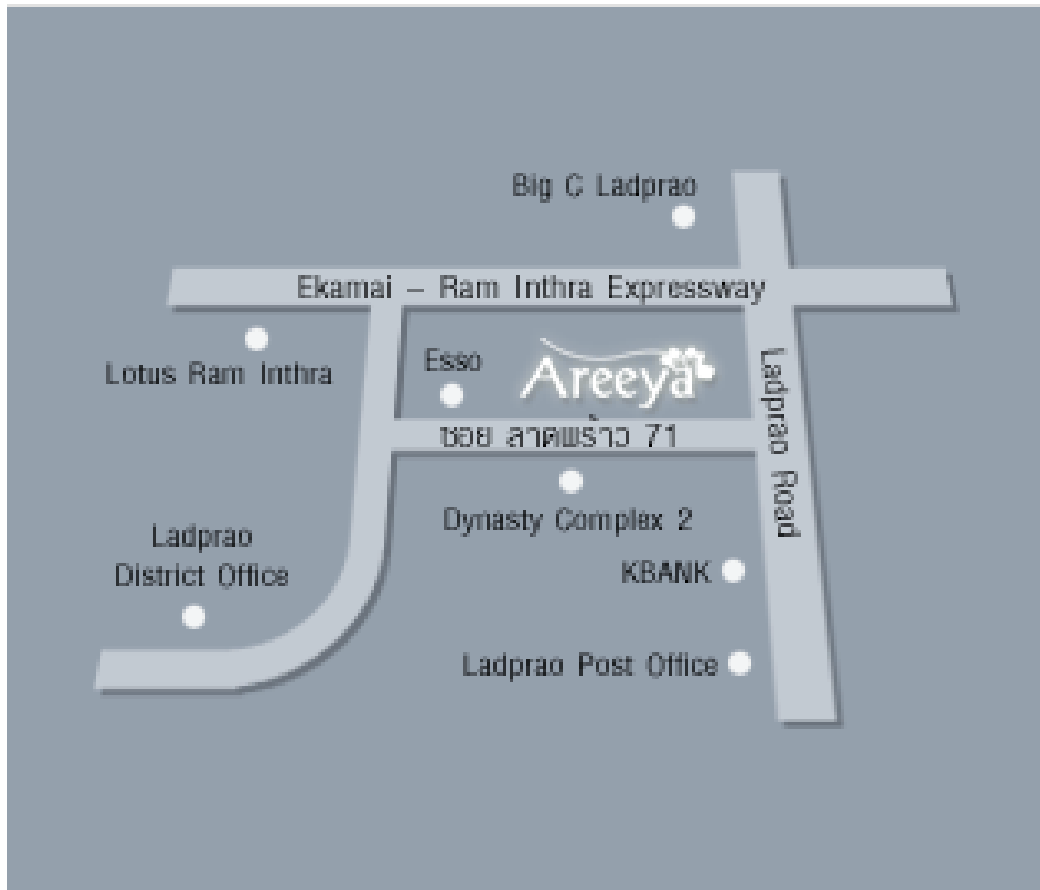 Big C Ladprao
Ekamai – Ram Inthra Expressway
Lotus Ram Inthra
Esso
Areeya
ซอย ลาดพร้าว 71
Ladprao Road
Dynasty Complex 2
Ladprao
District Office
KBANK
Ladprao Post Office